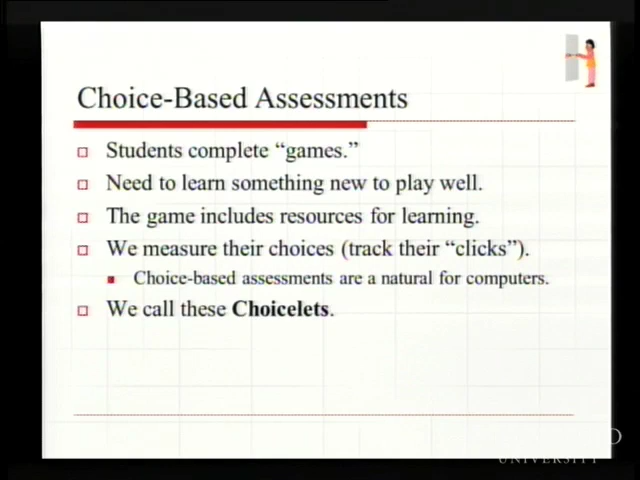 Choice-Based Assessments
Students complete “games.”
Need to learn something new to play well.
The game includes resources for learning.
We measure their choices (track their “clicks”).
Choice-based assessments are a natural for computers.
We call these Choicelets.
UNIVERSITY